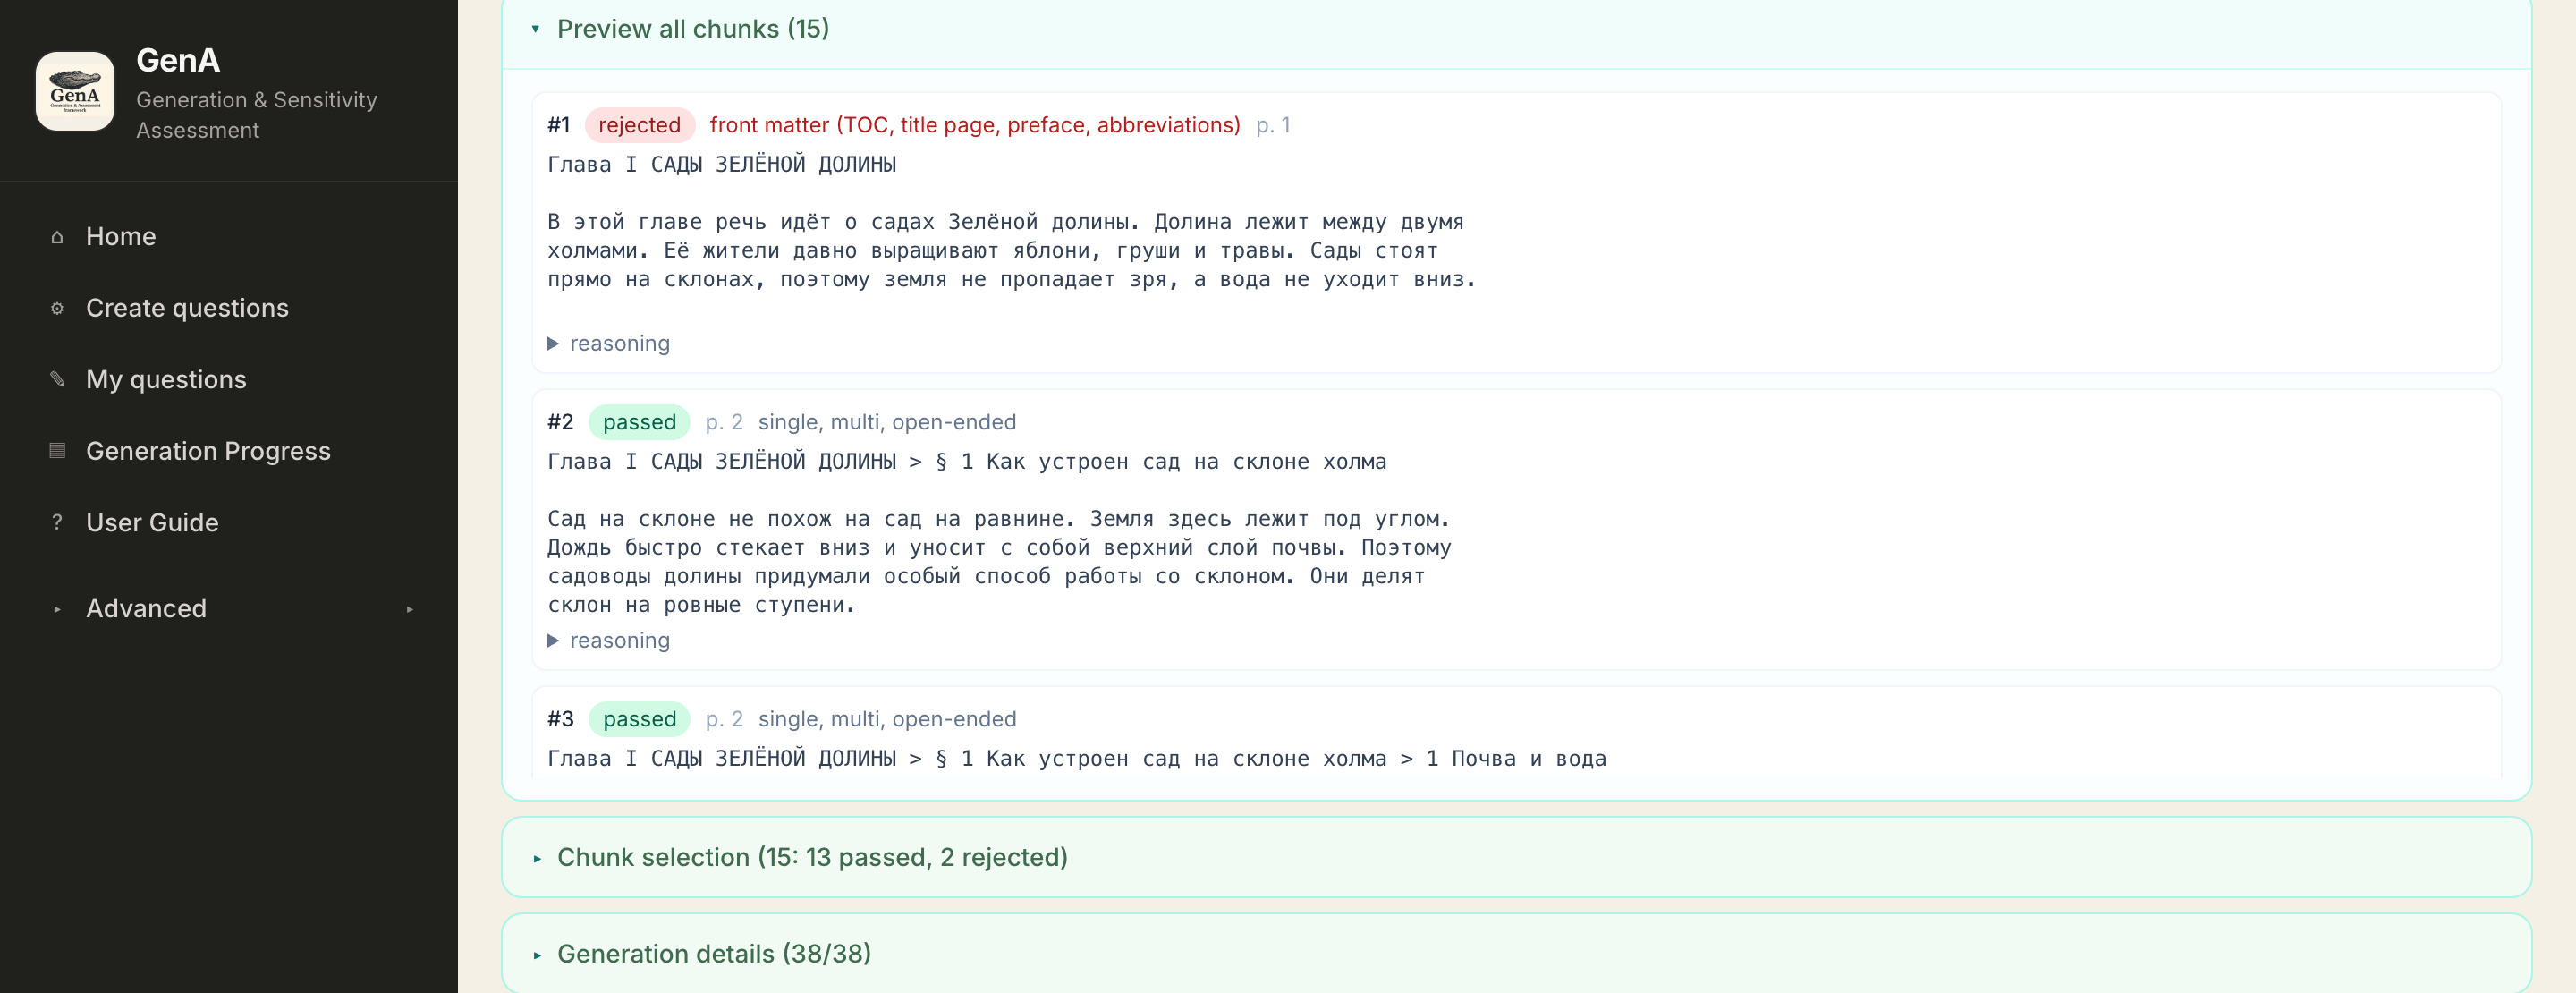 GenA
Generation & Sensitivity
Assessment
GenA
Generation & Assessment
framework
Home
Create questions
My questions
Generation Progress
? User Guide
Advanced
Preview all chunks (15)
#1 rejected front matter (TOC, title page, preface, abbreviations) p. 1
Глава I САДЫ ЗЕЛЁНОЙ ДОЛИНЫ
В этой главе речь идёт о садах Зелёной долины. Долина лежит между двумя
холмами. Её жители давно выращивают яблони, груши и травы. Сады стоят
прямо на склонах, поэтому земля не пропадает зря, а вода не уходит вниз.
reasoning
#2 passed p. 2 single, multi, open-ended
Глава I САДЫ ЗЕЛЁНОЙ ДОЛИНЫ > § 1 Как устроен сад на склоне холма
Сад на склоне не похож на сад на равнине. Земля здесь лежит под углом.
Дождь быстро стекает вниз и уносит с собой верхний слой почвы. Поэтому
садоводы долины придумали особый способ работы со склоном. Они делят
склон на ровные ступени.
reasoning
#3 passed p. 2 single, multi, open-ended
Глава I САДЫ ЗЕЛЁНОЙ ДОЛИНЫ > § 1 Как устроен сад на склоне холма > 1 Почва и вода
Chunk selection (15: 13 passed, 2 rejected)
Generation details (38/38)